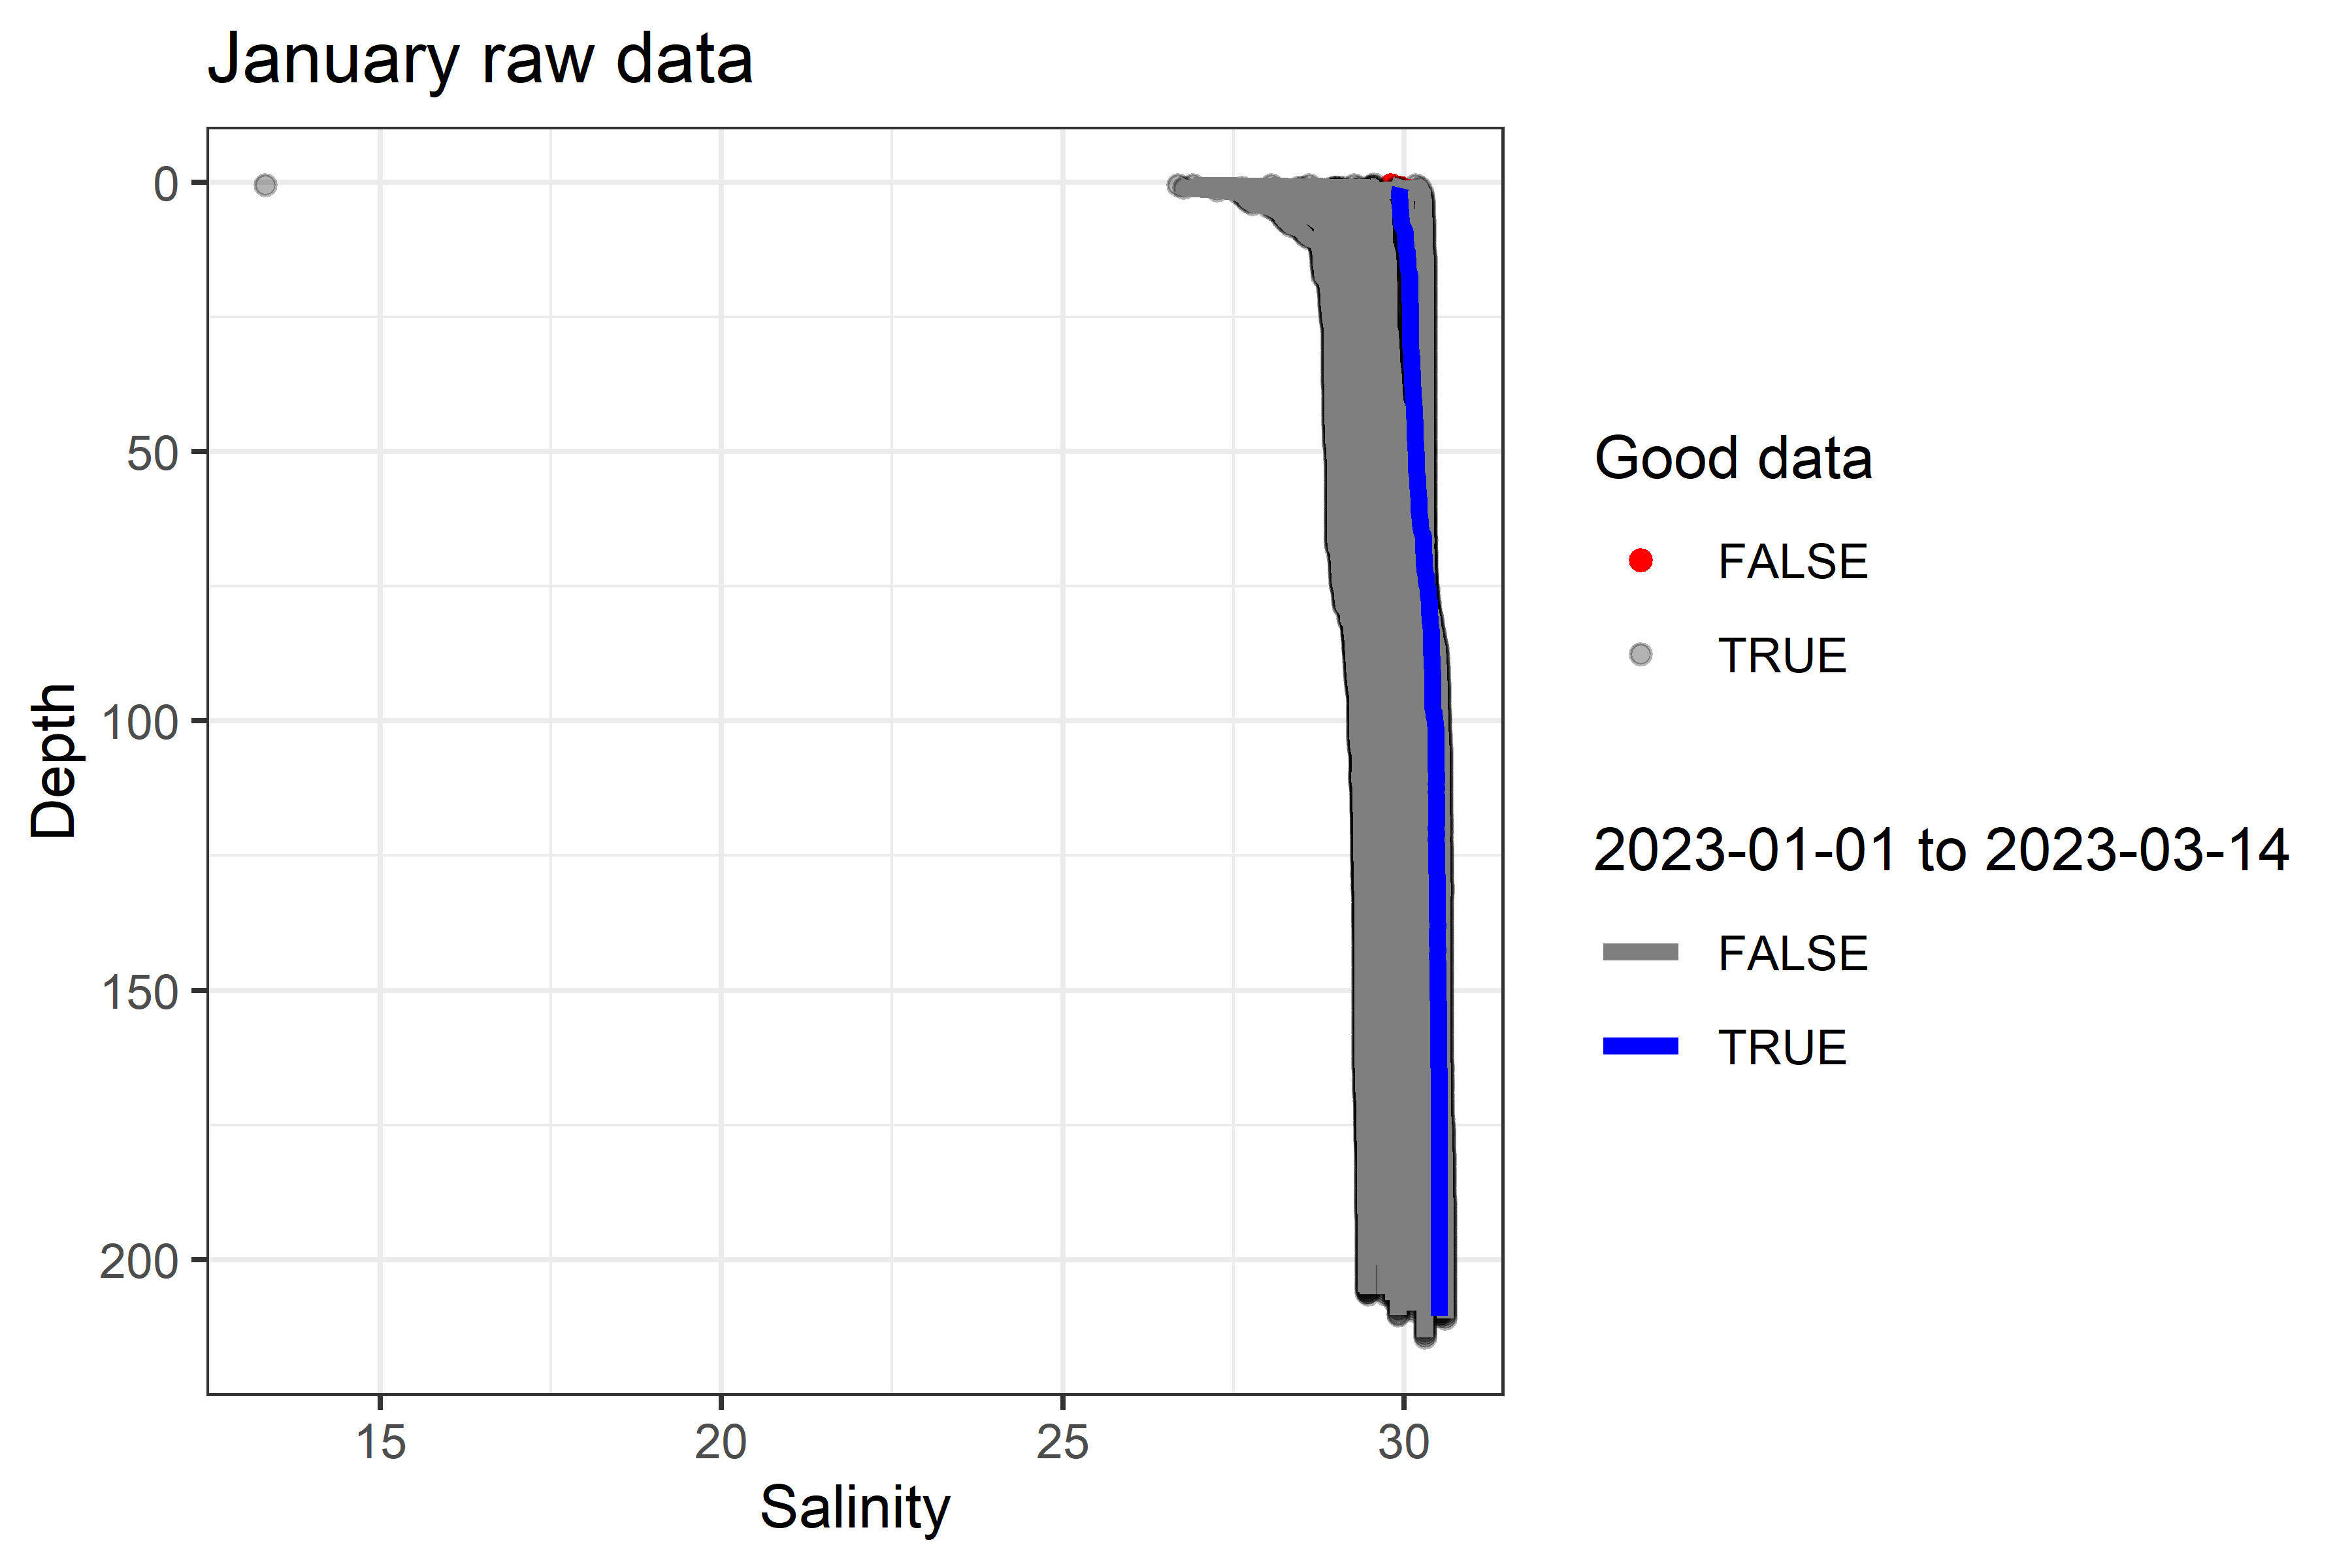 January raw data
0
50
100
150
200
Depth
15 20 25 30
Salinity
Good data
FALSE
TRUE
2023-01-01 to 2023-03-14
FALSE
TRUE